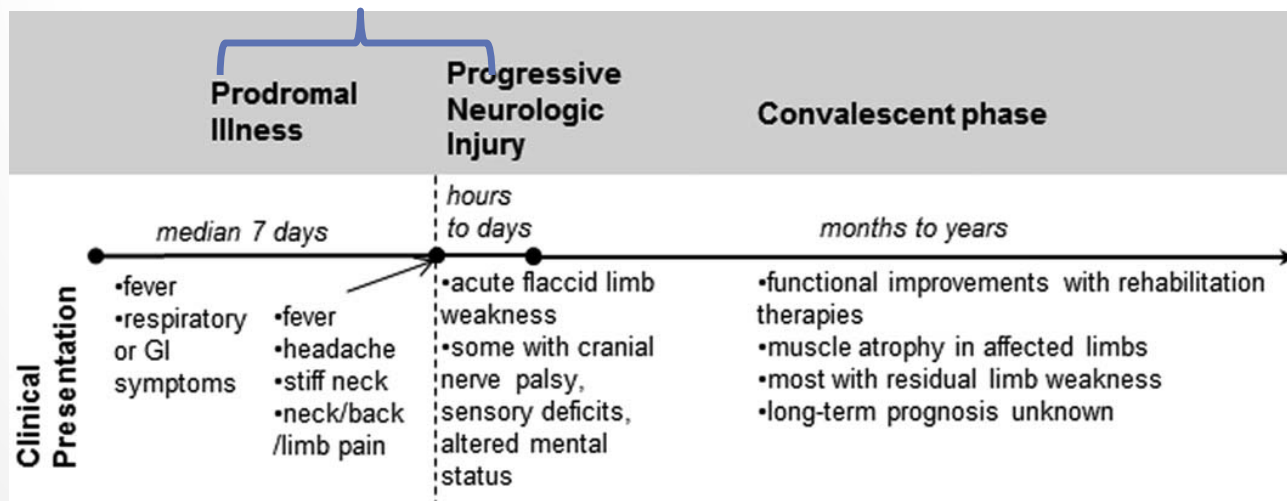 Prodromal
Illness
Progressive
Neurologic
Injury
Convalescent phase
median 7 days
hours
to days
months to years
Clinical
Presentation
•fever
•respiratory
or GI
symptoms
•fever
•headache
•stiff neck
•neck/back
/limb pain
•acute flaccid limb
weakness
•some with cranial
nerve palsy,
sensory deficits,
altered mental
status
•functional improvements with rehabilitation
therapies
•muscle atrophy in affected limbs
•most with residual limb weakness
•long-term prognosis unknown